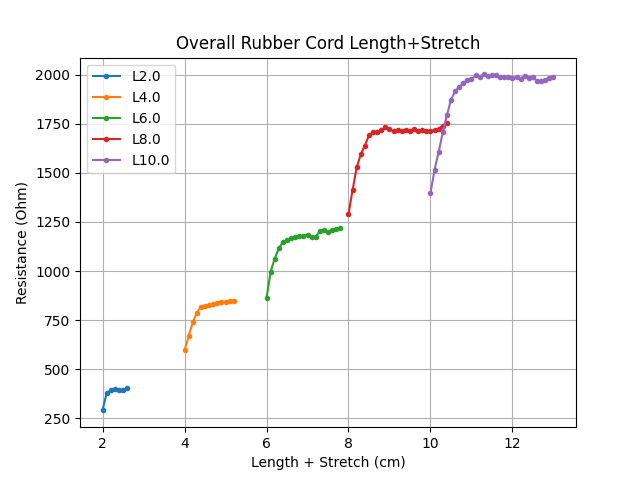 Overall Rubber Cord Length+Stretch
L2.0
L4.0
L6.0
L8.0
L10.0
2000
1750
1500
1250
1000
750
500
250
Resistance (Ohm)
2 4 6 8 10 12
Length + Stretch (cm)